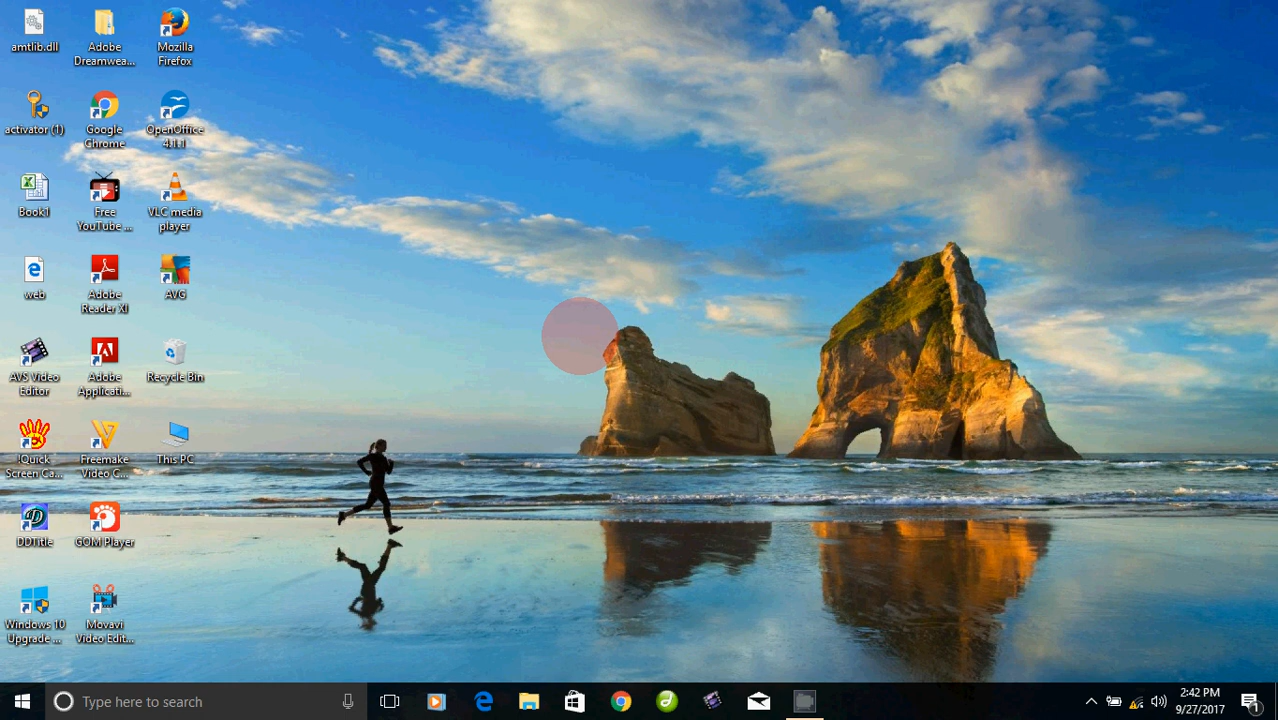 amtlib.dll
Adobe
Dreamwea...
Mozilla
Firefox
activator (1)
Google
Chrome
OpenOffice
4.1.1
Book1
Free
YouTube ...
VLC media
player
web
Adobe
Reader XI
AVG
AVS Video
Editor
Adobe
Applicati...
Recycle Bin
!Quick
Screen Ca...
Freemake
Video C...
This PC
DDTitle
GOM Player
Windows 10
Upgrade ...
Movavi
Video Edit...
Type here to search
2:42 PM
9/27/2017
1